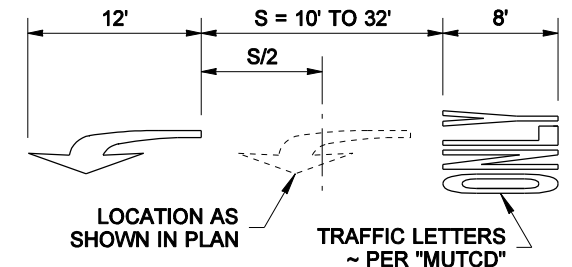 12'
S = 10' TO 32'
8'
S/2
ONLY
LOCATION AS
SHOWN IN PLAN
TRAFFIC LETTERS
~ PER "MUTCD"